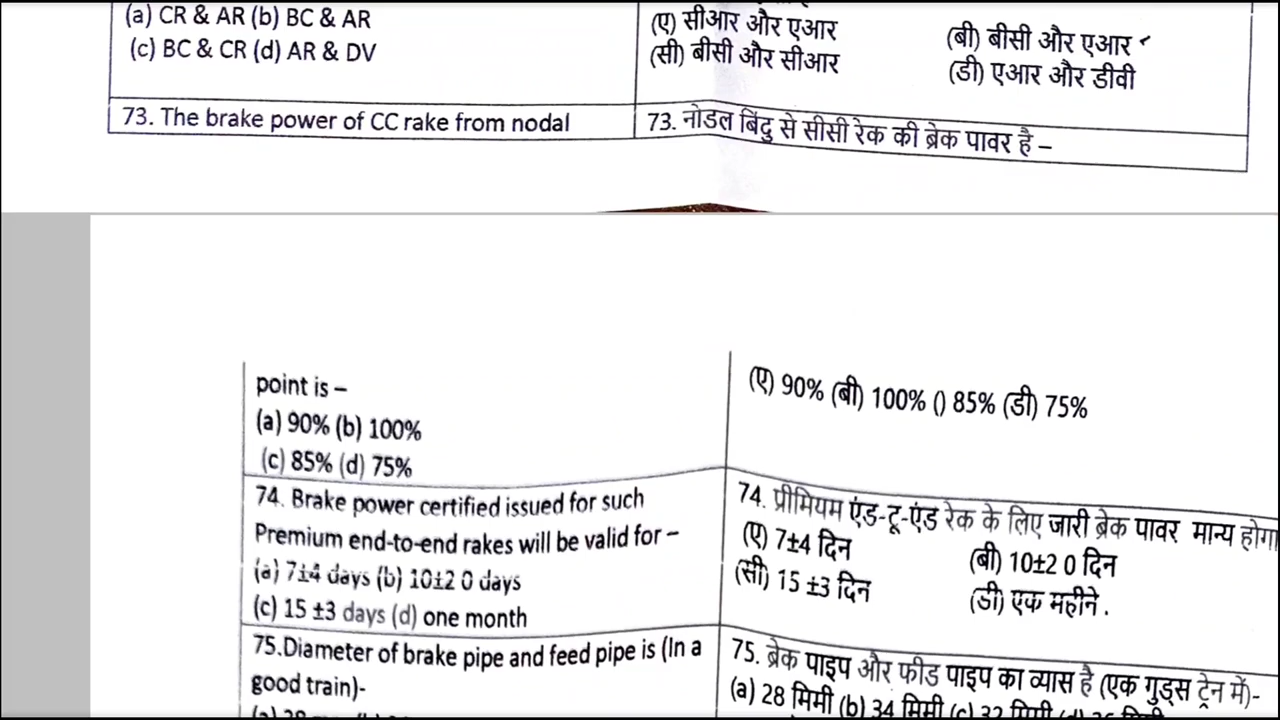 (a) CR & AR (b) BC & AR
(c) BC & CR (d) AR & DV
(ए) सीआर और एआर
(बी) बीसी और एआर
(सी) बीसी और सीआर
(डी) एआर और डीवी
73. The brake power of CC rake from nodal
73. नोडल बिंदु से सीसी रेक की ब्रेक पावर है –
point is –
(a) 90% (b) 100%
(c) 85% (d) 75%
(ए) 90% (बी) 100% () 85% (डी) 75%
74. Brake power certified issued for such
Premium end-to-end rakes will be valid for –
(a) 7±4 days (b) 10±2 0 days
(c) 15 ±3 days (d) one month
74. प्रीमियम एंड-टू-एंड रेक के लिए जारी ब्रेक पावर मान्य होगा
(ए) 7±4 दिन
(बी) 10±2 0 दिन
(सी) 15 ±3 दिन
(डी) एक महीने .
75.Diameter of brake pipe and feed pipe is (In a
good train)-
75. ब्रेक पाइप और फीड पाइप का व्यास है (एक गुड्स ट्रेन में)-
(a) 28 मिमी (b) 34 मिमी (c) 32 मिमी